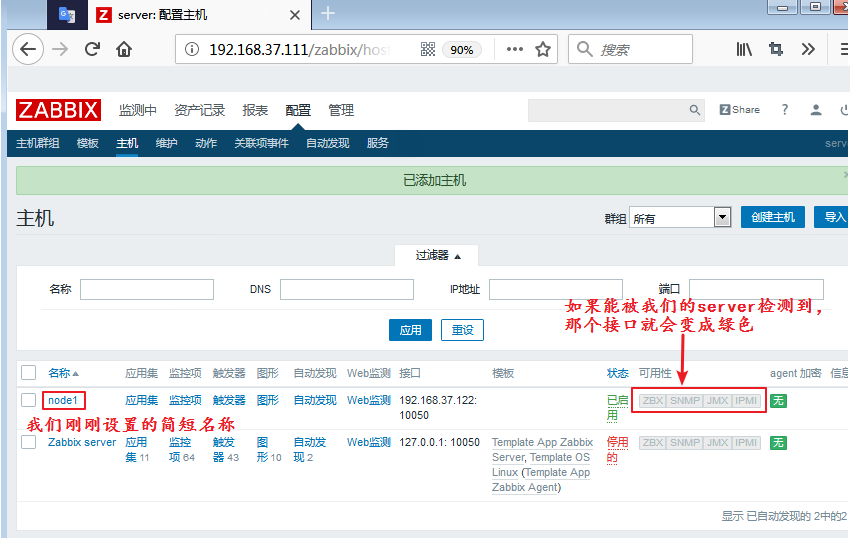 server: 配置主机
192.168.37.111/zabbix/hos
90%
搜索
ZABBIX 监测中 资产记录 报表 配置 管理
Share ?
主机群组 模板 主机 维护 动作 关联项事件 自动发现 服务
serve
已添加主机
主机
群组 所有 创建主机 导入
过滤器
名称 DNS IP地址 端口
如果能被我们的server检测到，
那个接口就会变成绿色
应用 重设
名称 应用集 监控项 触发器 图形 自动发现 Web监测 接口 模板 状态 可用性 agent 加密 信息
node1 应用集 监控项 触发器 图形 自动发现 Web监测 192.168.37.122: 已启 ZBX SNMP JMX IPMI 无
10050 用
我们刚刚设置的简短名称
Zabbix server 应用 监控 触发 图 自动发 Web监测 127.0.0.1: 10050 Template App Zabbix 停用 ZBX SNMP JMX IPMI 无
集 11 项 64 器 43 形 10 现 2 Server, Template OS 的
Linux (Template App
Zabbix Agent)
显示 已自动发现的 2中的2